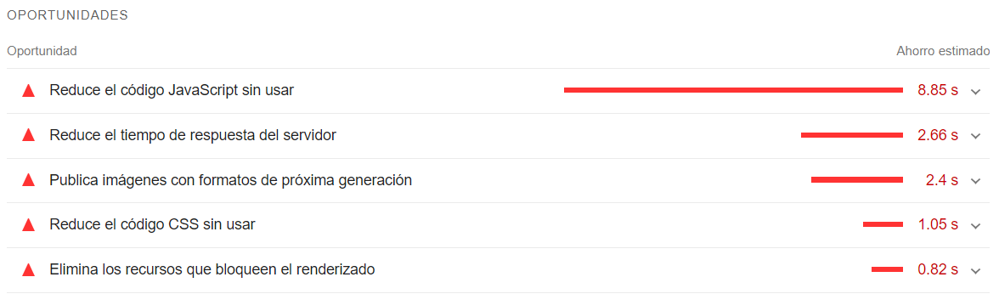 OPORTUNIDADES
Oportunidad Ahorro estimado
Reduce el código JavaScript sin usar 8.85 s
Reduce el tiempo de respuesta del servidor 2.66 s
Publica imágenes con formatos de próxima generación 2.4 s
Reduce el código CSS sin usar 1.05 s
Elimina los recursos que bloqueen el renderizado 0.82 s